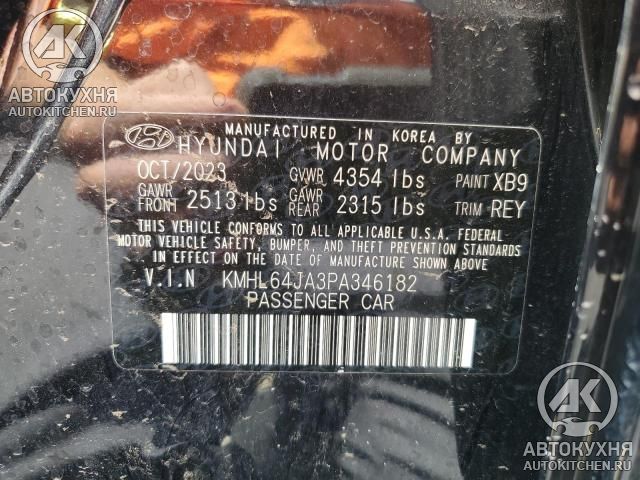 АК
АВТОКУХНЯ
AUTOKITCHEN.RU
MANUFACTURED IN KOREA BY
HYUNDAI MOTOR COMPANY
OCT/2023 GVWR 4354 lbs PAINT XB9
GAWR FRONT 2513 lbs GAWR REAR 2315 lbs TRIM REY
THIS VEHICLE CONFORMS TO ALL APPLICABLE U.S.A. FEDERAL
MOTOR VEHICLE SAFETY, BUMPER, AND THEFT PREVENTION STANDARDS
IN EFFECT ON THE DATE OF MANUFACTURE SHOWN ABOVE.
V.I.N KMHL64JA3PA346182
PASSENGER CAR
АК
АВТОКУХНЯ
AUTOKITCHEN.RU